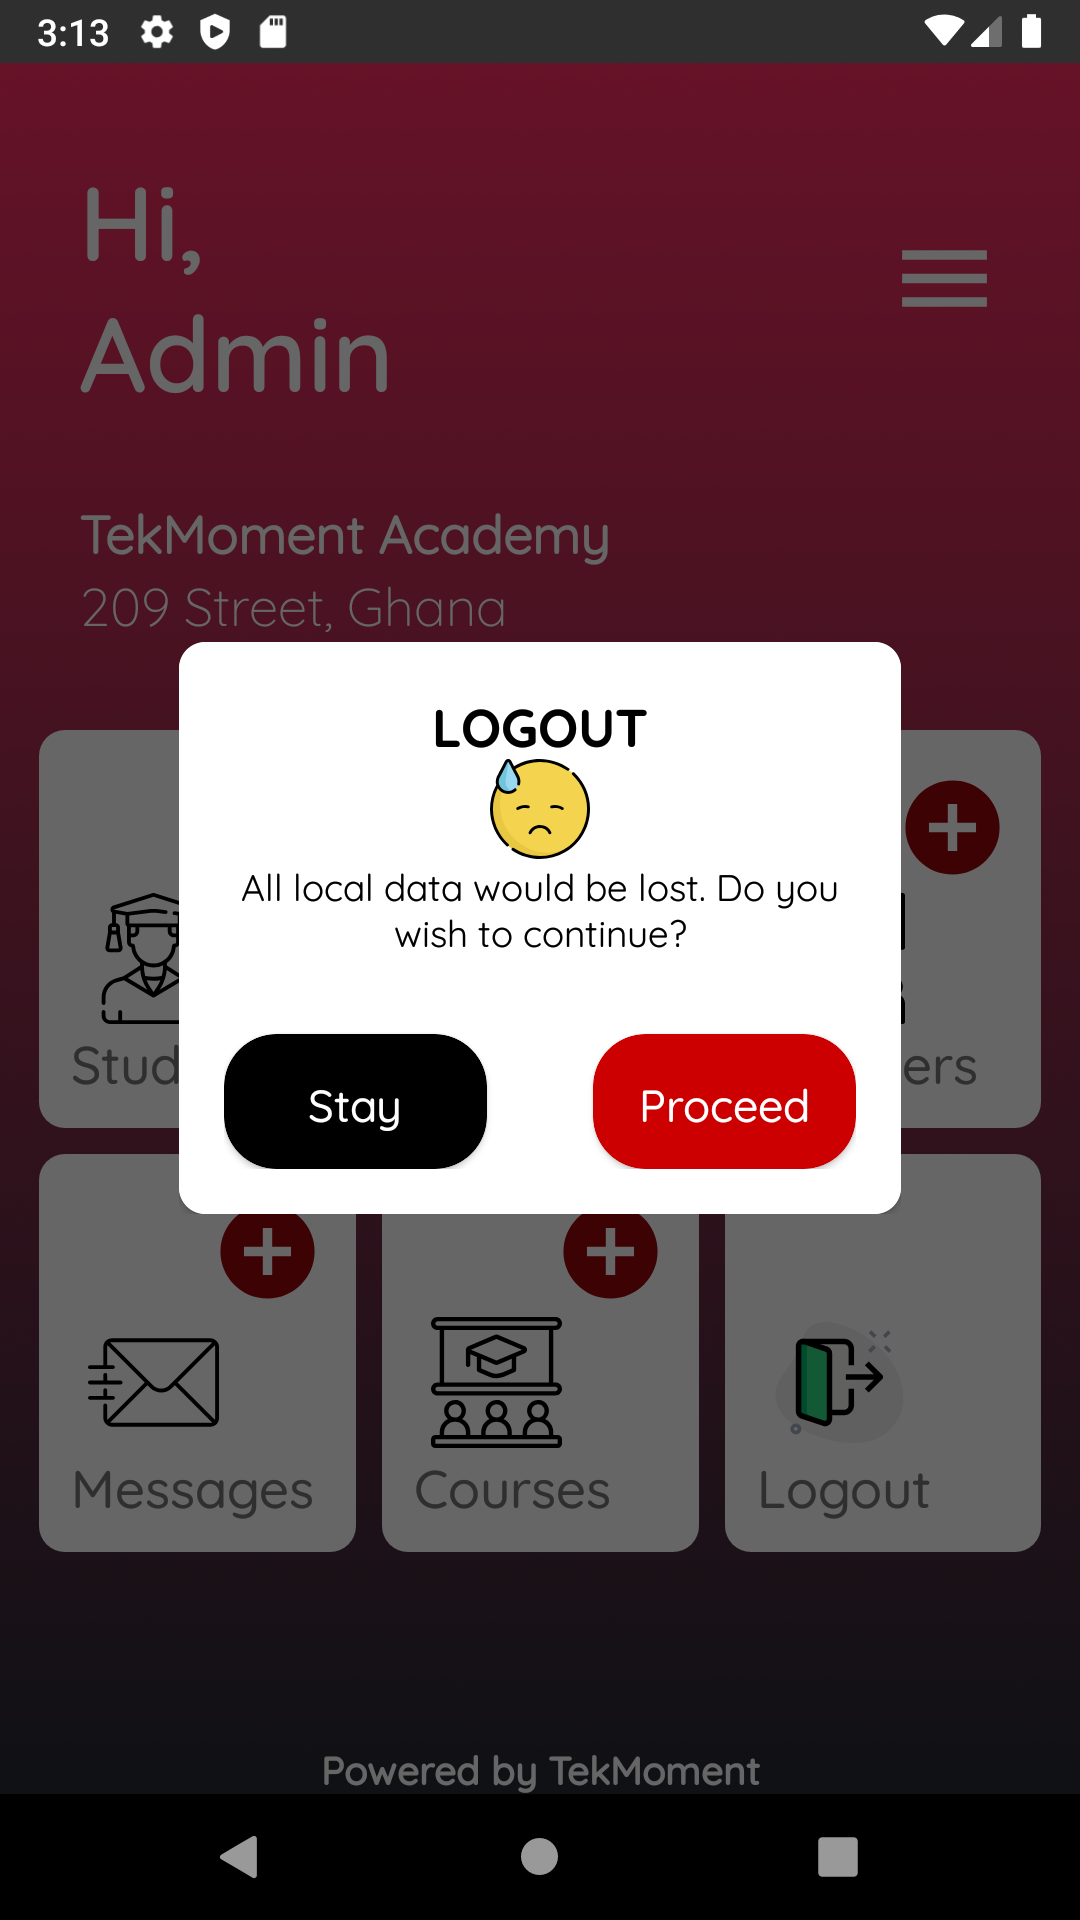 3:13
Hi,
Admin
TekMoment Academy
209 Street, Ghana
LOGOUT
All local data would be lost. Do you
wish to continue?
Stay
Proceed
Stud
ers
Messages
Courses
Logout
Powered by TekMoment